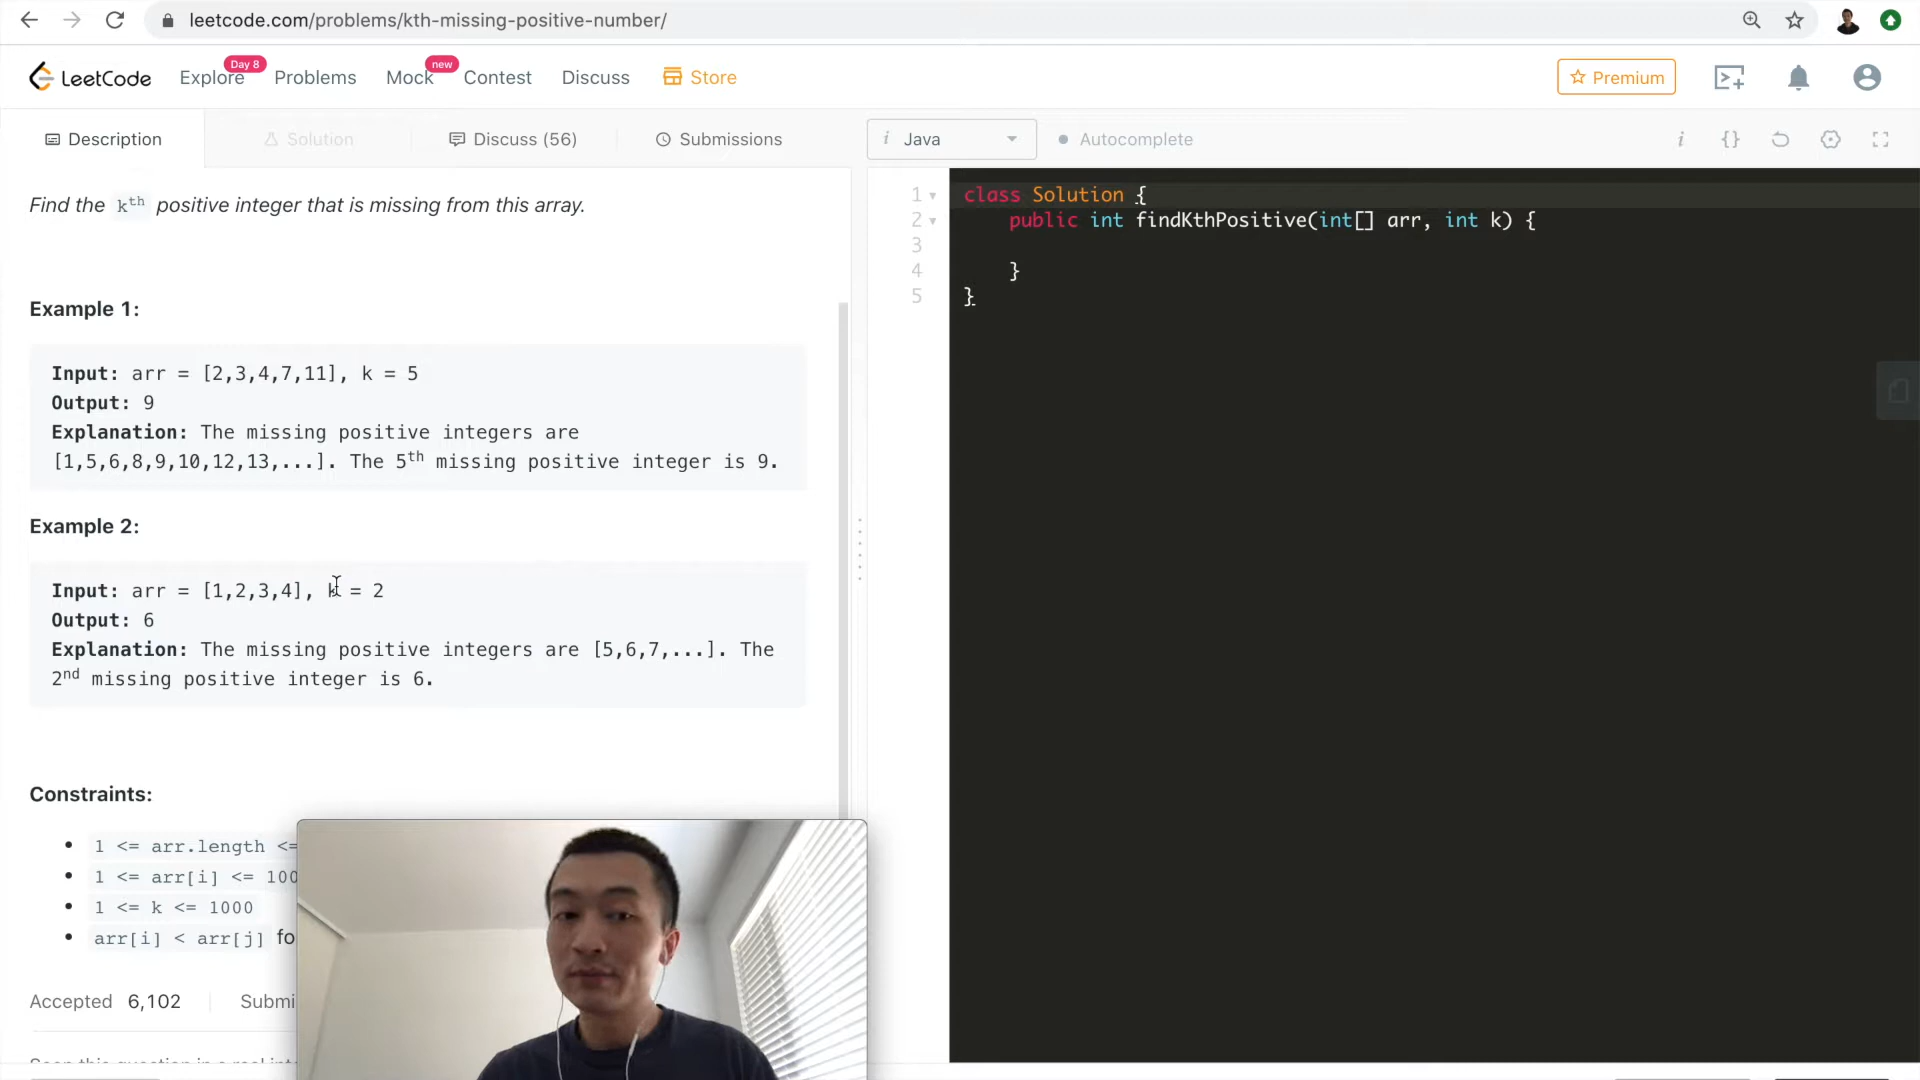 leetcode.com/problems/kth-missing-positive-number/
LeetCode Explore Day 8 Problems Mock new Contest Discuss Store Premium
Description Solution Discuss (56) Submissions i Java Autocomplete i {}
Find the kth positive integer that is missing from this array.
Example 1:
Input: arr = [2,3,4,7,11], k = 5
Output: 9
Explanation: The missing positive integers are
[1,5,6,8,9,10,12,13,...]. The 5th missing positive integer is 9.
Example 2:
Input: arr = [1,2,3,4], k = 2
Output: 6
Explanation: The missing positive integers are [5,6,7,...]. The
2nd missing positive integer is 6.
Constraints:
1 <= arr.length <=
1 <= arr[i] <= 100
1 <= k <= 1000
arr[i] < arr[j] fo
Accepted 6,102 Submi
1 class Solution {
2 public int findKthPositive(int[] arr, int k) {
3
4 }
5 }